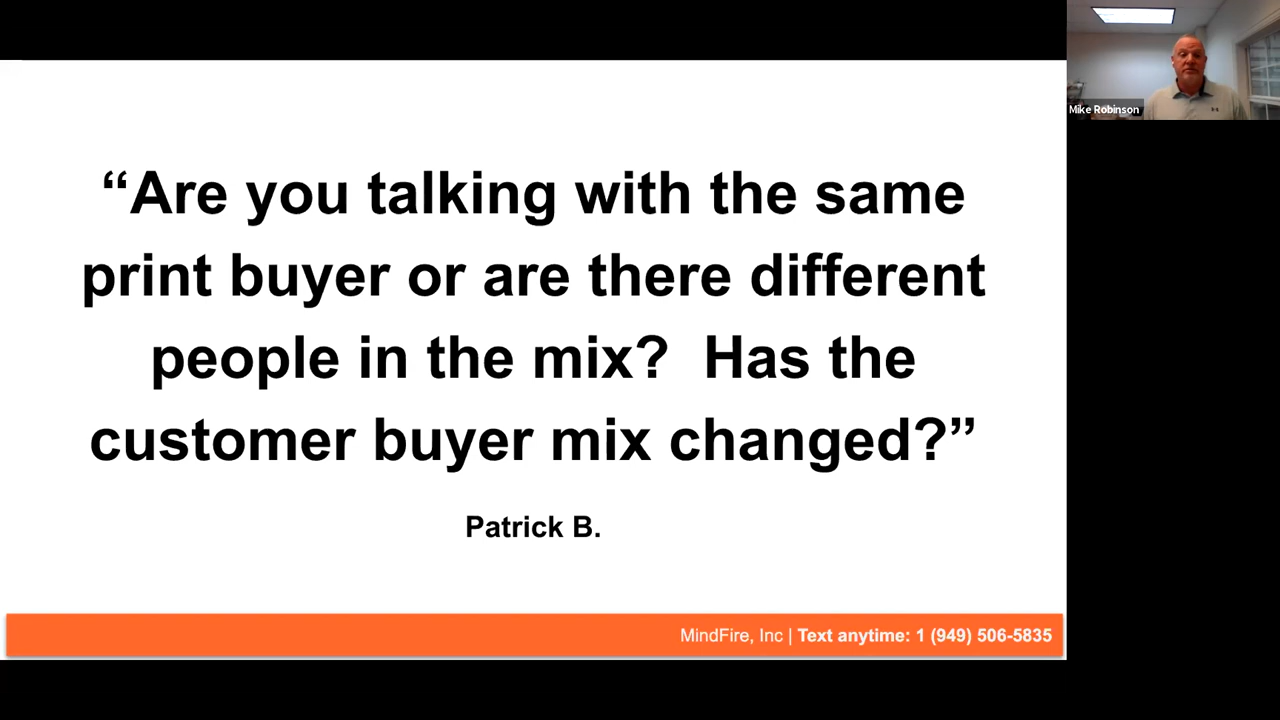 “Are you talking with the same
print buyer or are there different
people in the mix?  Has the
customer buyer mix changed?”
Patrick B.
MindFire, Inc | Text anytime: 1 (949) 506-5835
Mike Robinson